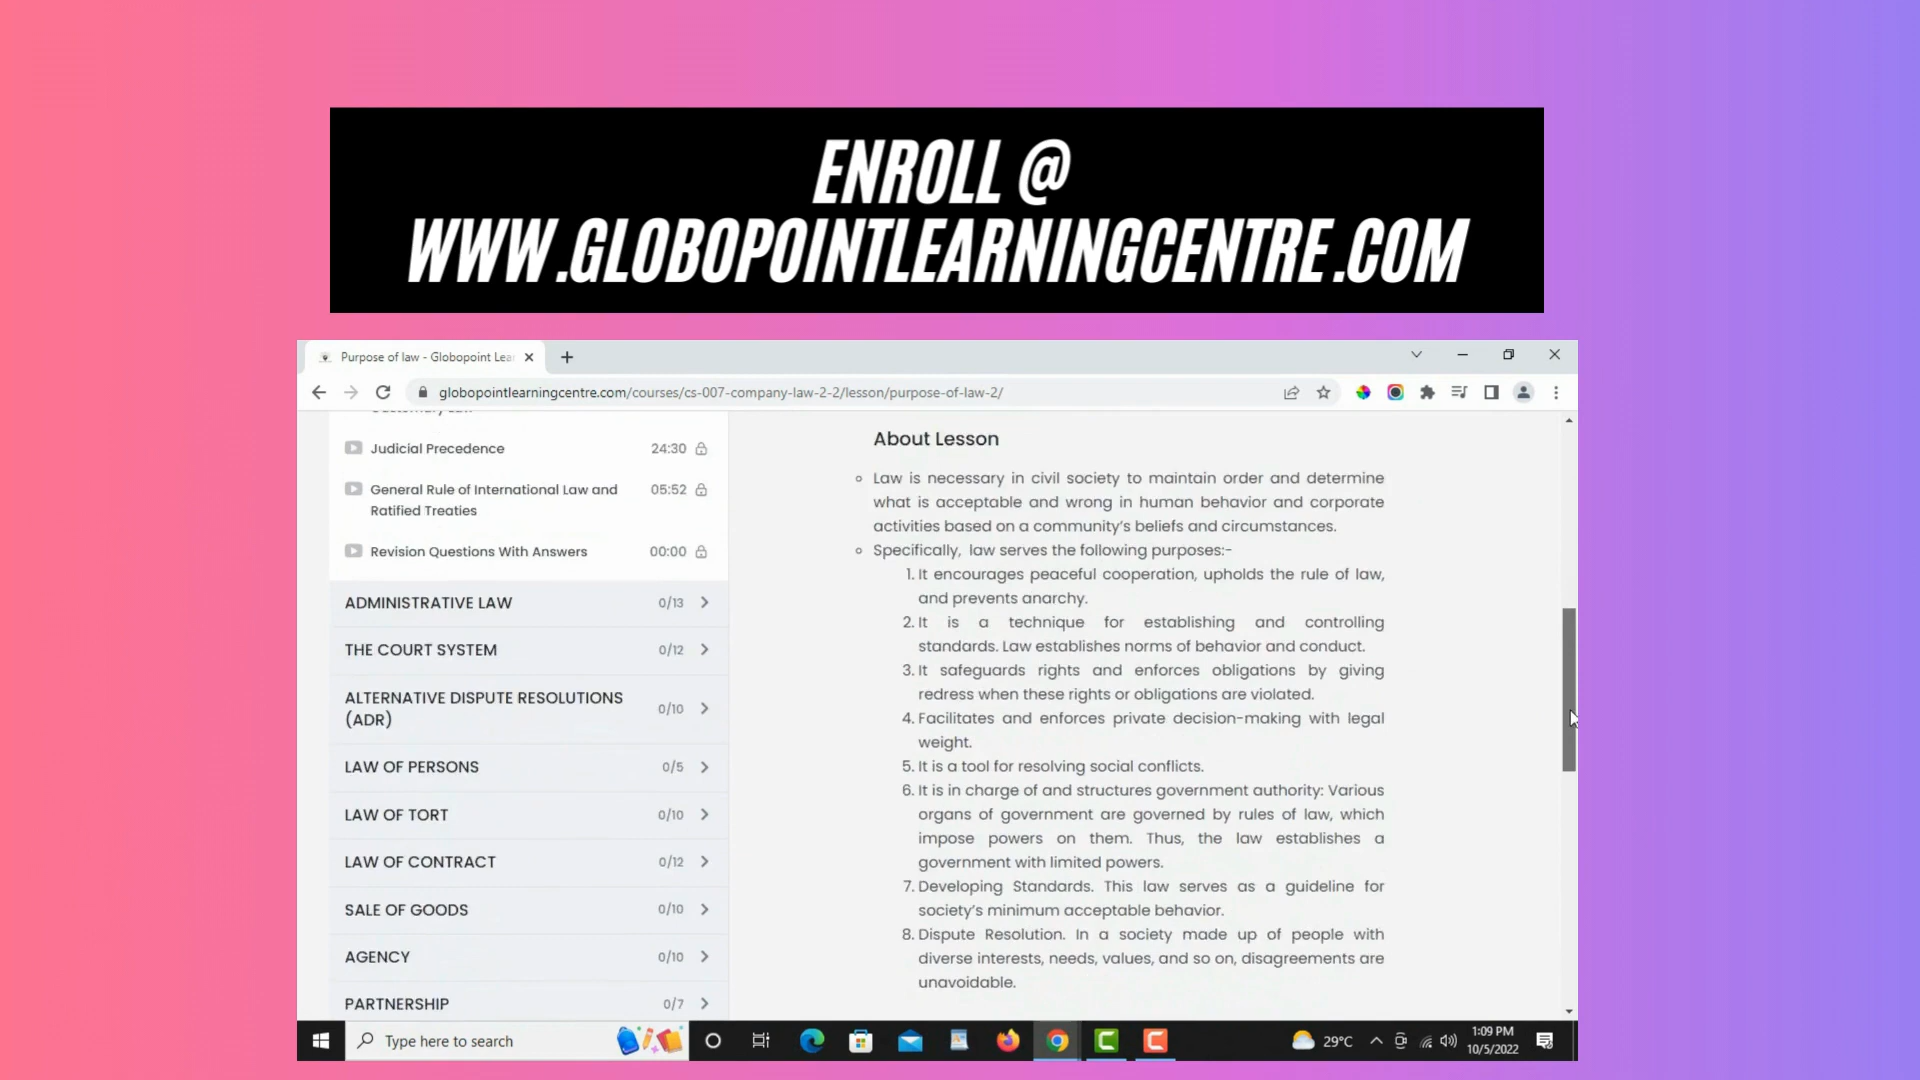 ENROLL @
WWW.GLOBOPOINTLEARNINGCENTRE.COM
Purpose of law - Globopoint Lea
globopointlearningcentre.com/courses/cs-007-company-law-2-2/lesson/purpose-of-law-2/
Customary Law
Judicial Precedence 24:30
General Rule of International Law and
Ratified Treaties 05:52
Revision Questions With Answers 00:00
ADMINISTRATIVE LAW 0/13
THE COURT SYSTEM 0/12
ALTERNATIVE DISPUTE RESOLUTIONS
(ADR) 0/10
LAW OF PERSONS 0/5
LAW OF TORT 0/10
LAW OF CONTRACT 0/12
SALE OF GOODS 0/10
AGENCY 0/10
PARTNERSHIP 0/7
About Lesson
Law is necessary in civil society to maintain order and determine
what is acceptable and wrong in human behavior and corporate
activities based on a community's beliefs and circumstances.
Specifically, law serves the following purposes:-
1. It encourages peaceful cooperation, upholds the rule of law,
and prevents anarchy.
2. It is a technique for establishing and controlling
standards. Law establishes norms of behavior and conduct.
3. It safeguards rights and enforces obligations by giving
redress when these rights or obligations are violated.
4. Facilitates and enforces private decision-making with legal
weight.
5. It is a tool for resolving social conflicts.
6. It is in charge of and structures government authority: Various
organs of government are governed by rules of law, which
impose powers on them. Thus, the law establishes a
government with limited powers.
7. Developing Standards. This law serves as a guideline for
society's minimum acceptable behavior.
8. Dispute Resolution. In a society made up of people with
diverse interests, needs, values, and so on, disagreements are
unavoidable.
Type here to search
29°C
1:09 PM
10/5/2022